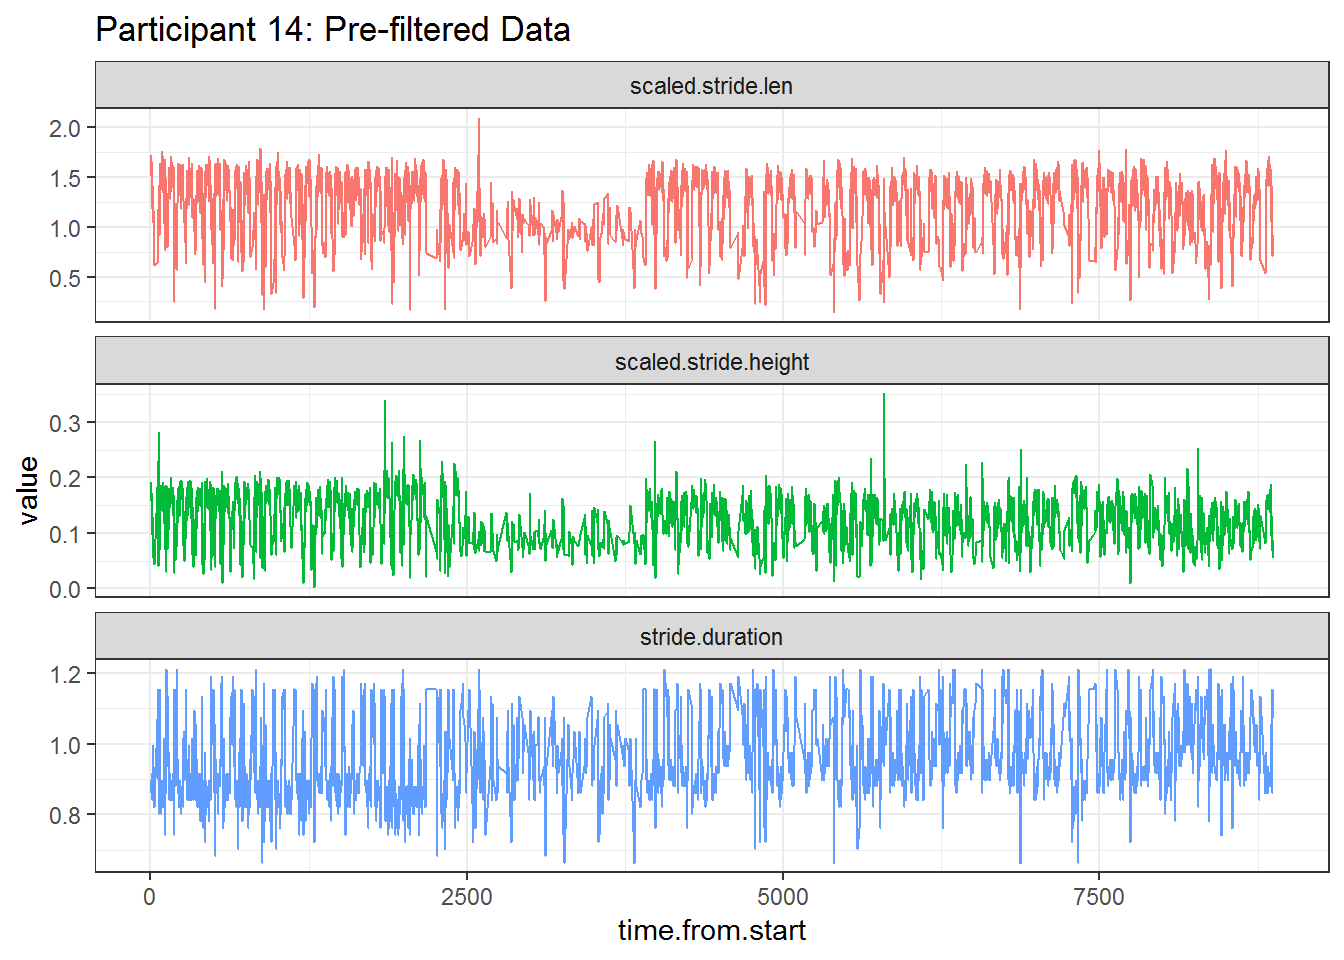 Participant 14: Pre-filtered Data
scaled.stride.len
2.0
1.5
1.0
0.5
scaled.stride.height
0.3
0.2
0.1
0.0
value
stride.duration
1.2
1.0
0.8
0 2500 5000 7500
time.from.start